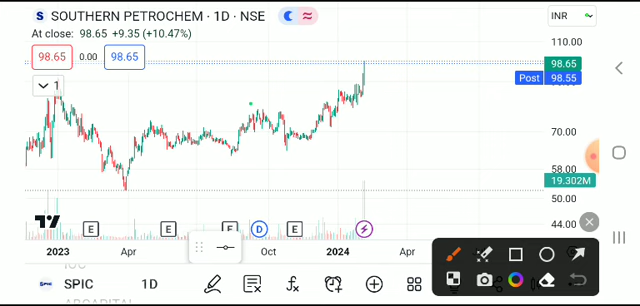 S SOUTHERN PETROCHEM · 1D · NSE
INR
At close: 98.65 +9.35 (+10.47%)
98.65 0.00 98.65
110.00
98.65
Post 98.55
1
70.00
58.00
19.302M
50.00
44.00
E E E D E
2023 Apr Oct 2024 Apr
SPIC 1D